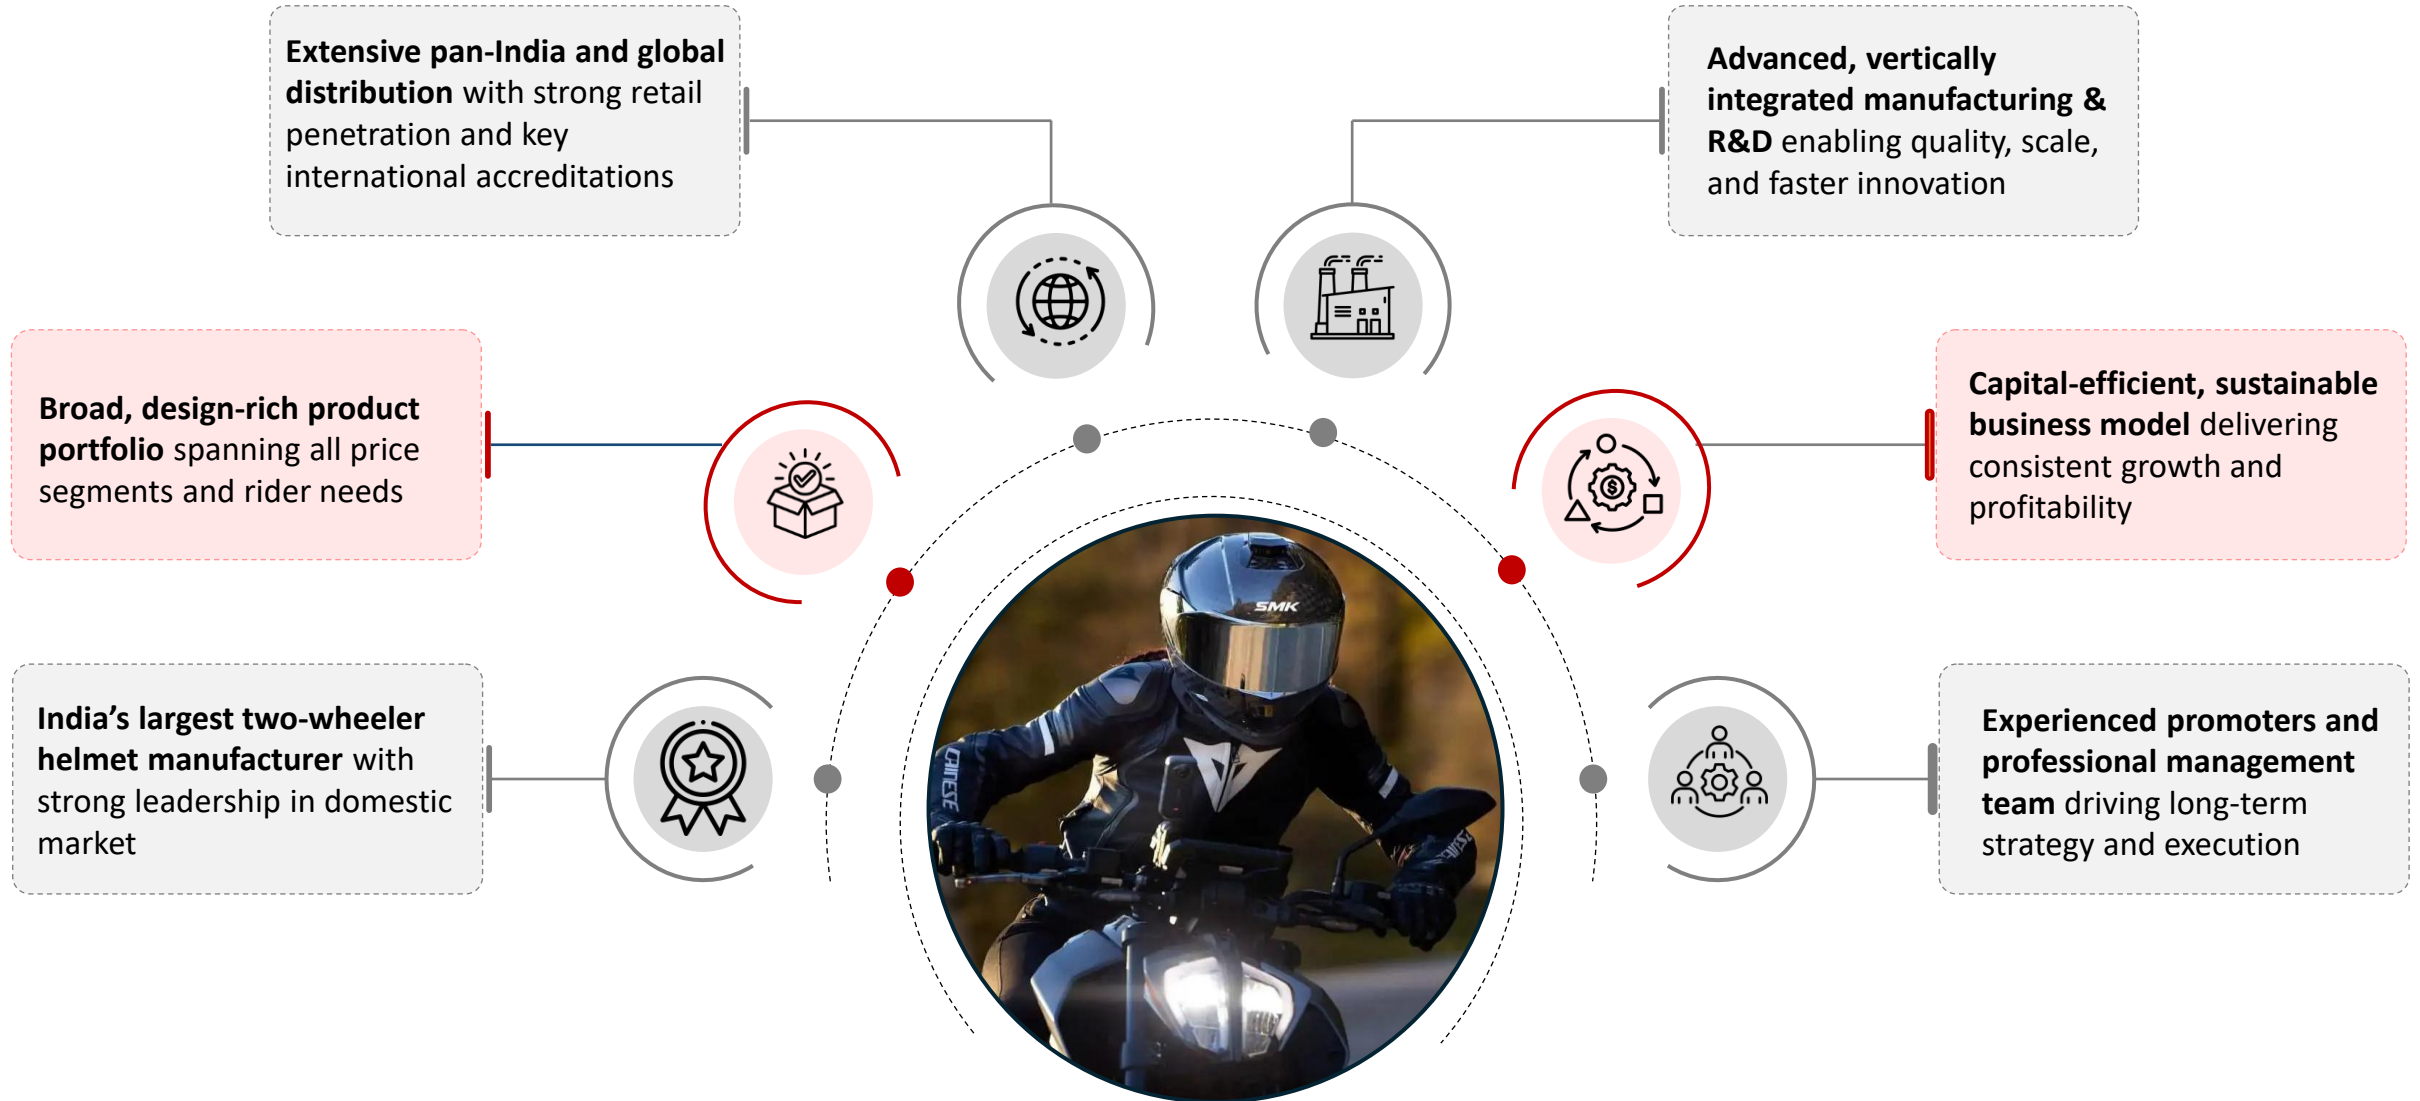 Extensive pan-India and global
distribution with strong retail
penetration and key
international accreditations
Advanced, vertically
integrated manufacturing &
R&D enabling quality, scale,
and faster innovation
Broad, design-rich product
portfolio spanning all price
segments and rider needs
Capital-efficient, sustainable
business model delivering
consistent growth and
profitability
India’s largest two-wheeler
helmet manufacturer with
strong leadership in domestic
market
Experienced promoters and
professional management
team driving long-term
strategy and execution
SMK
DAINESE
$